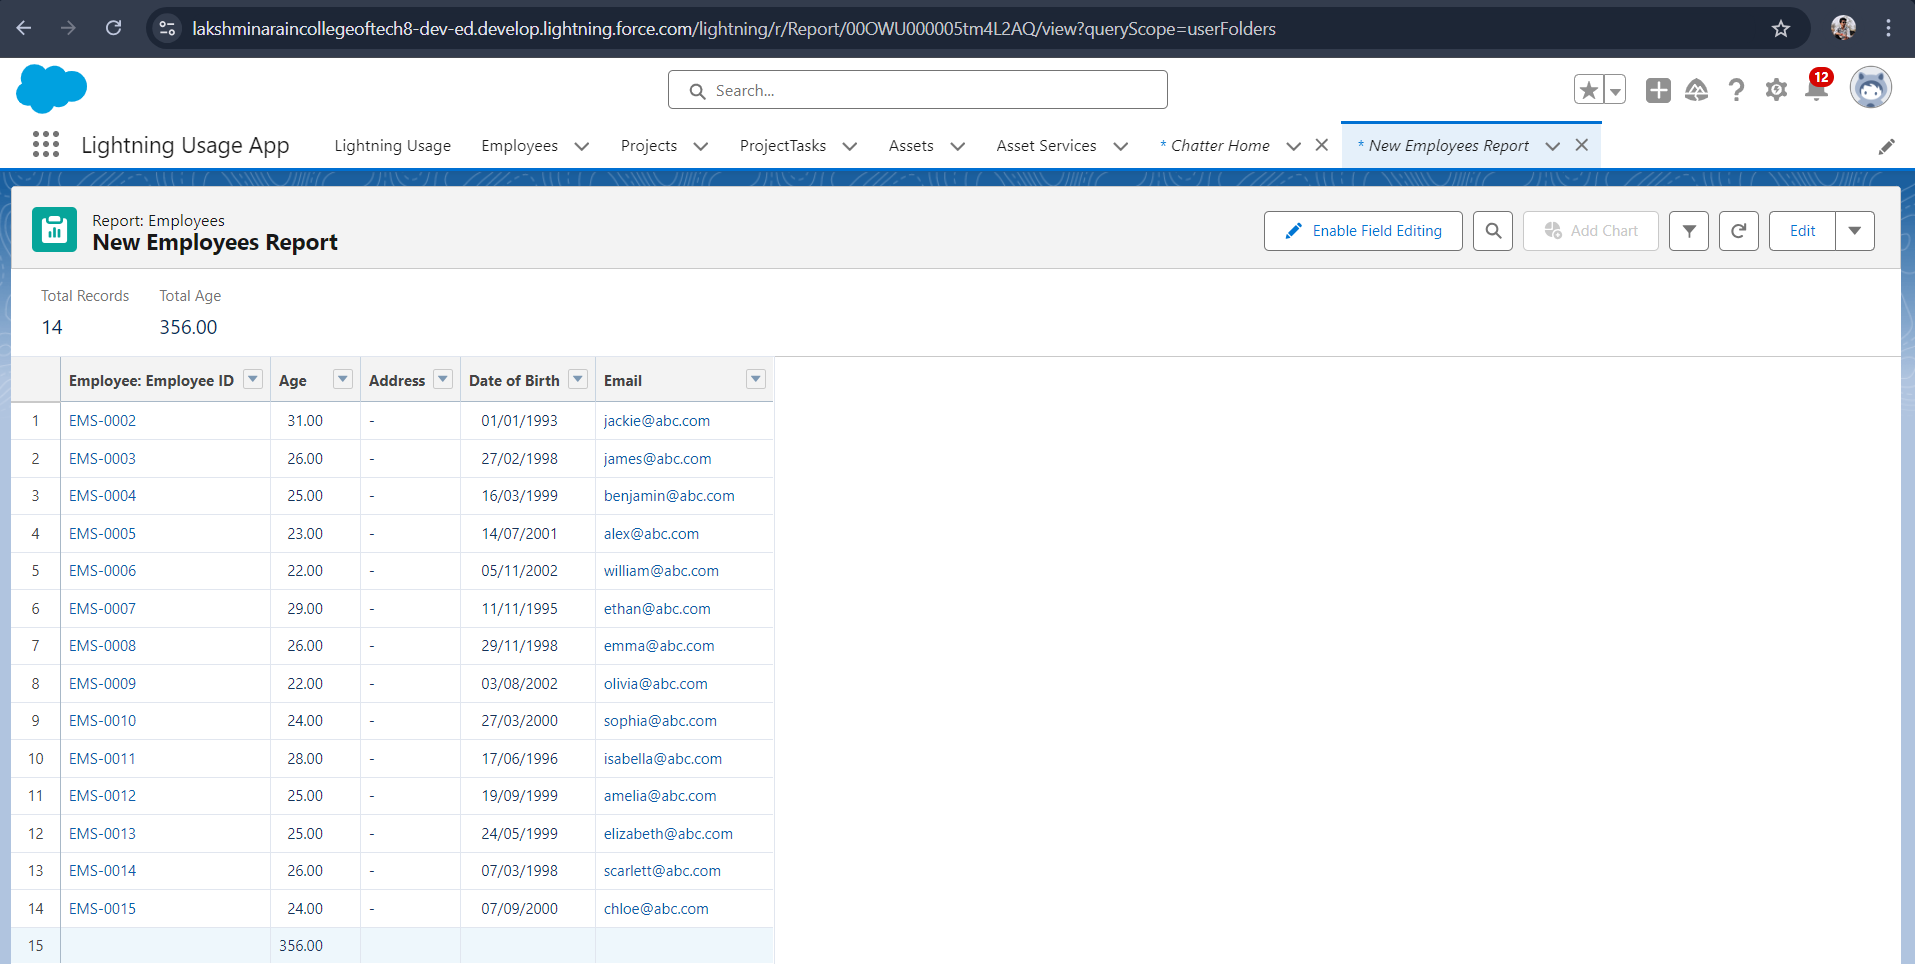 lakshminaraincollegeoftech8-dev-ed.develop.lightning.force.com/lightning/r/Report/00OWU000005tm4L2AQ/view?queryScope=userFolders
Search...
12
Lightning Usage App Lightning Usage Employees Projects ProjectTasks Assets Asset Services * Chatter Home * New Employees Report
Report: Employees
New Employees Report
Enable Field Editing Add Chart Edit
Total Records Total Age
14 356.00
Employee: Employee ID Age Address Date of Birth Email
1 EMS-0002 31.00 - 01/01/1993 jackie@abc.com
2 EMS-0003 26.00 - 27/02/1998 james@abc.com
3 EMS-0004 25.00 - 16/03/1999 benjamin@abc.com
4 EMS-0005 23.00 - 14/07/2001 alex@abc.com
5 EMS-0006 22.00 - 05/11/2002 william@abc.com
6 EMS-0007 29.00 - 11/11/1995 ethan@abc.com
7 EMS-0008 26.00 - 29/11/1998 emma@abc.com
8 EMS-0009 22.00 - 03/08/2002 olivia@abc.com
9 EMS-0010 24.00 - 27/03/2000 sophia@abc.com
10 EMS-0011 28.00 - 17/06/1996 isabella@abc.com
11 EMS-0012 25.00 - 19/09/1999 amelia@abc.com
12 EMS-0013 25.00 - 24/05/1999 elizabeth@abc.com
13 EMS-0014 26.00 - 07/03/1998 scarlett@abc.com
14 EMS-0015 24.00 - 07/09/2000 chloe@abc.com
15 356.00